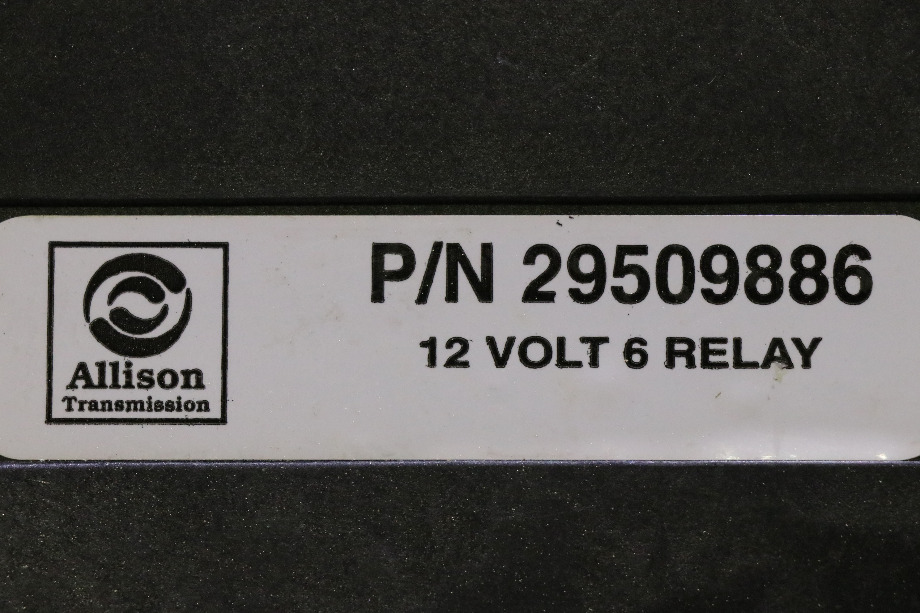 Allison
Transmission
P/N 29509886
12 VOLT 6 RELAY